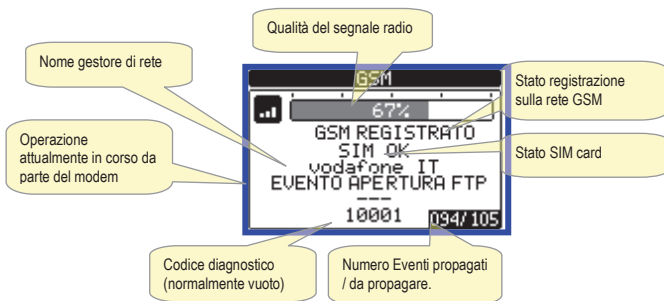 Qualità del segnale radio
Nome gestore di rete
GSM
Stato registrazione
sulla rete GSM
67%
GSM REGISTRATO
Operazione
attualmente in corso da
parte del modem
SIM OK
Stato SIM card
vodafone IT
EVENTO APERTURA FTP
---
10001
094/105
Codice diagnostico
(normalmente vuoto)
Numero Eventi propagati
/ da propagare.